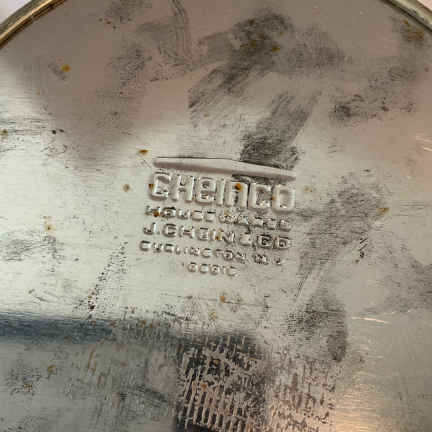 CHEINCO
HOUSEWARES
J. CHEIN & CO
BURLINGTON N.J.